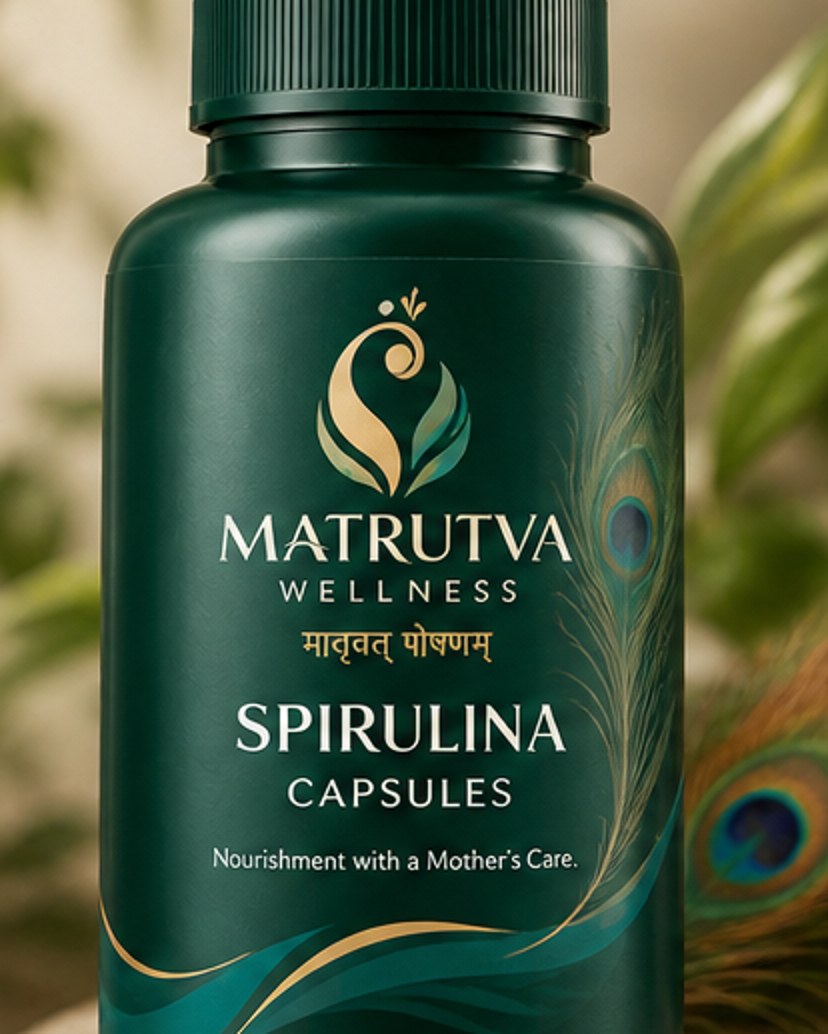 MATRUTVA
WELLNESS
मातृवत् पोषणम्
SPIRULINA
CAPSULES
Nourishment with a Mother's Care.